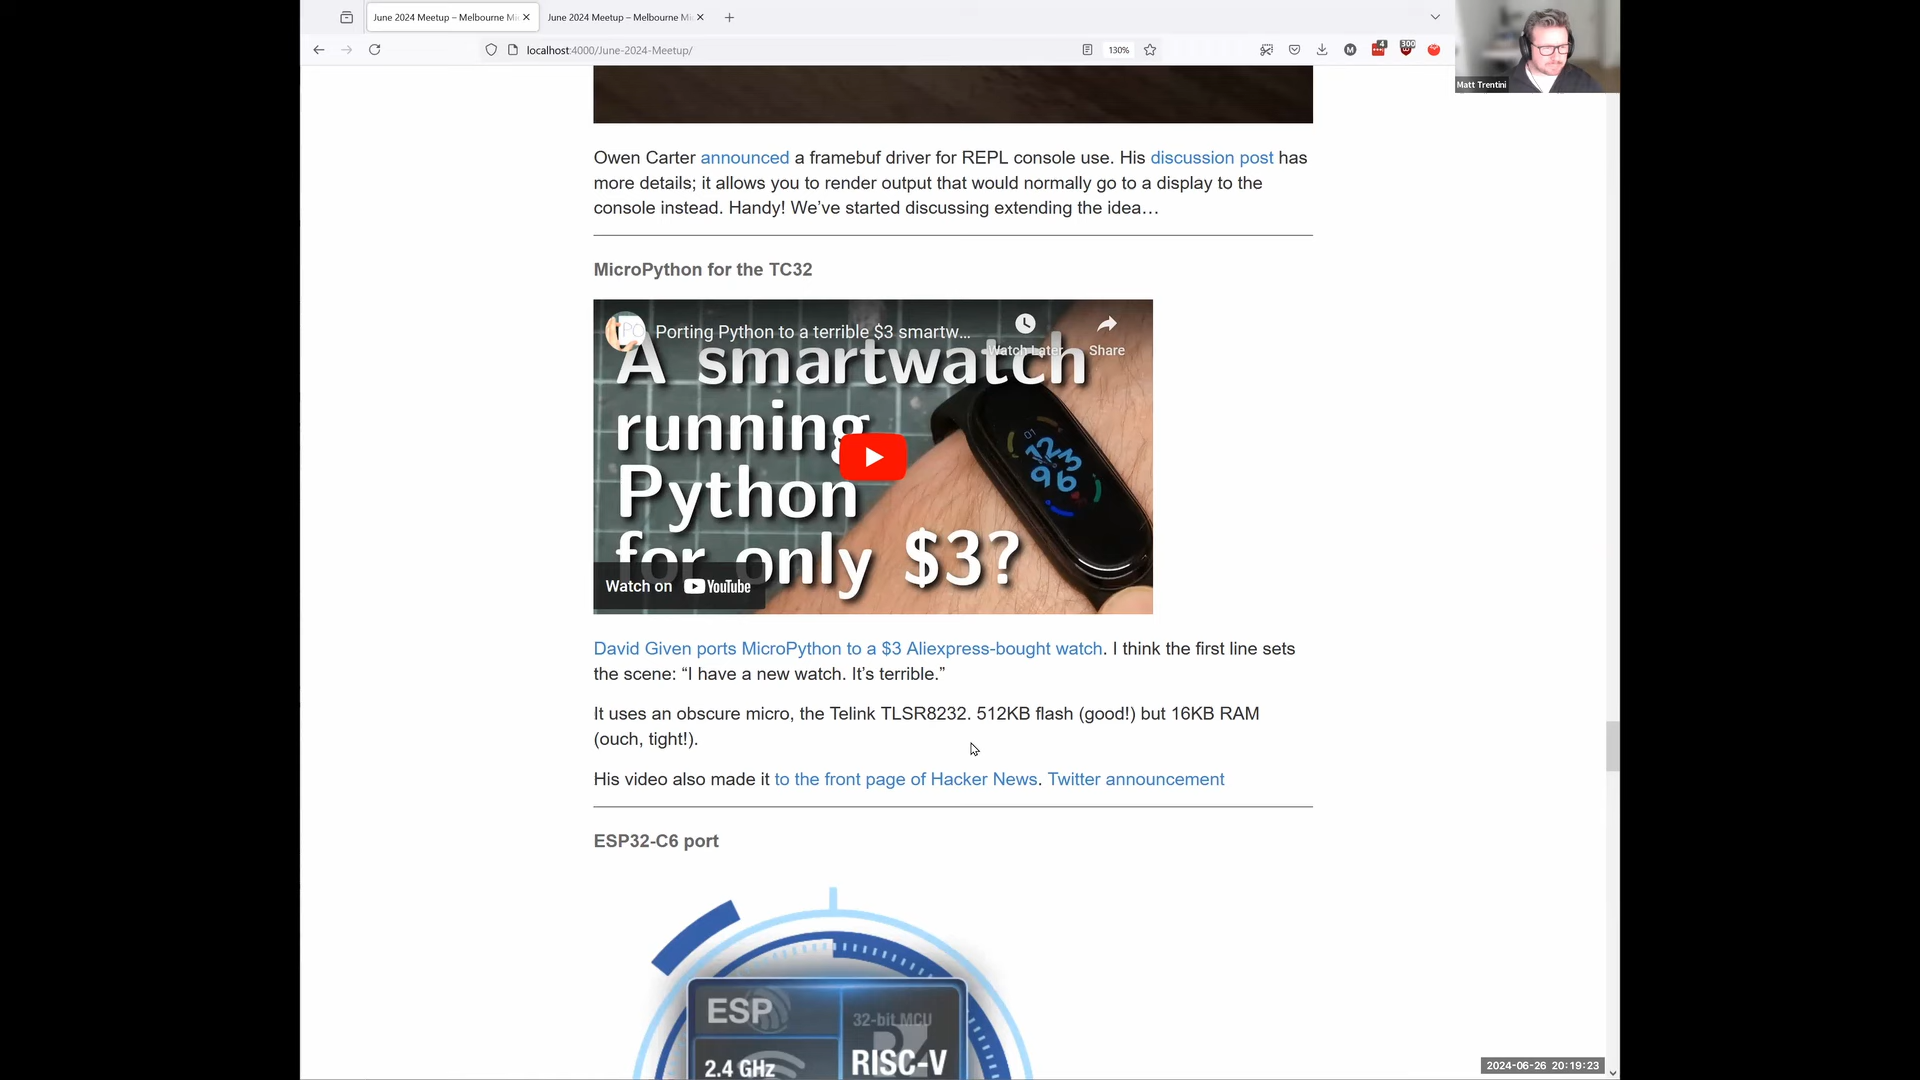 June 2024 Meetup – Melbourne Mi
June 2024 Meetup – Melbourne Mi
localhost:4000/June-2024-Meetup/
130%
4
300
Matt Trentini
Owen Carter announced a framebuf driver for REPL console use. His discussion post has
more details; it allows you to render output that would normally go to a display to the
console instead. Handy! We’ve started discussing extending the idea…
MicroPython for the TC32
Porting Python to a terrible $3 smartw...
Watch Later
Share
A smartwatch
running
Python
for only $3?
Watch on YouTube
David Given ports MicroPython to a $3 Aliexpress-bought watch. I think the first line sets
the scene: “I have a new watch. It’s terrible.”
It uses an obscure micro, the Telink TLSR8232. 512KB flash (good!) but 16KB RAM
(ouch, tight!).
His video also made it to the front page of Hacker News. Twitter announcement
ESP32-C6 port
ESP
32-bit MCU
2.4 GHz
RISC-V
2024-06-26 20:19:23